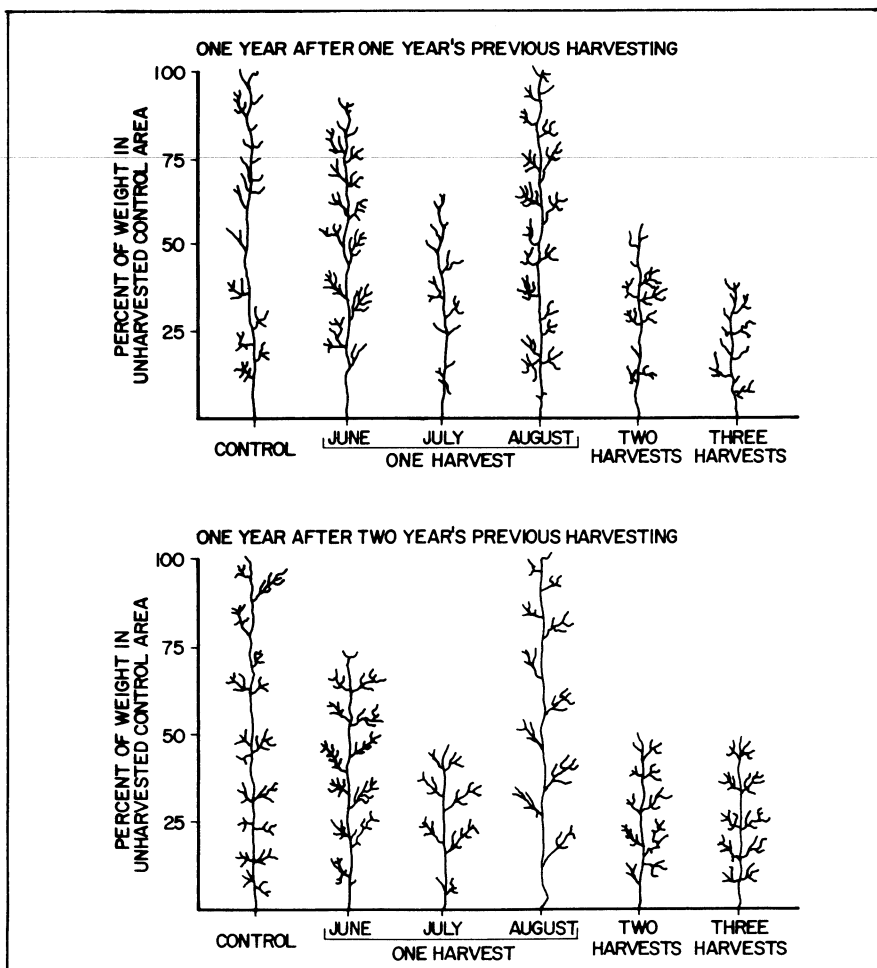 ONE YEAR AFTER ONE YEAR'S PREVIOUS HARVESTING
PERCENT OF WEIGHT IN
UNHARVESTED CONTROL AREA
100
75
50
25
CONTROL
JUNE
JULY
AUGUST
ONE HARVEST
TWO
HARVESTS
THREE
HARVESTS
ONE YEAR AFTER TWO YEAR'S PREVIOUS HARVESTING
PERCENT OF WEIGHT IN
UNHARVESTED CONTROL AREA
100
75
50
25
CONTROL
JUNE
JULY
AUGUST
ONE HARVEST
TWO
HARVESTS
THREE
HARVESTS